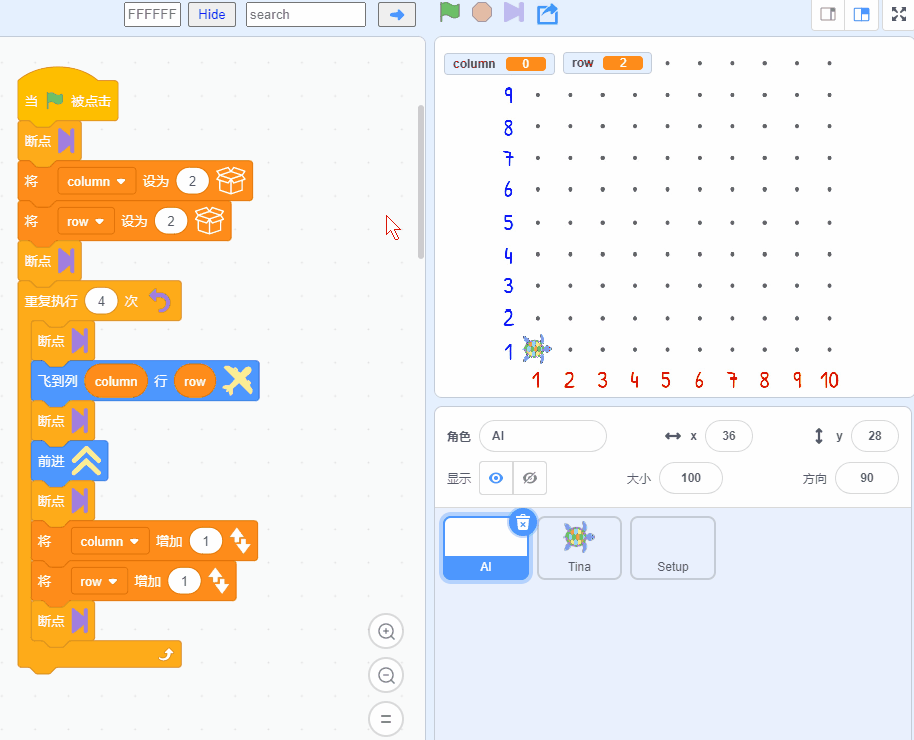 FFFFFF Hide search
当 被点击
断点
将 column 设为 2
将 row 设为 2
断点
重复执行 4 次
断点
飞到列 column 行 row
断点
前进
断点
将 column 增加 1
将 row 增加 1
断点
column 0 row 2
9
8
7
6
5
4
3
2
1
1 2 3 4 5 6 7 8 9 10
角色 AI x 36 y 28
显示 大小 100 方向 90
AI Tina Setup